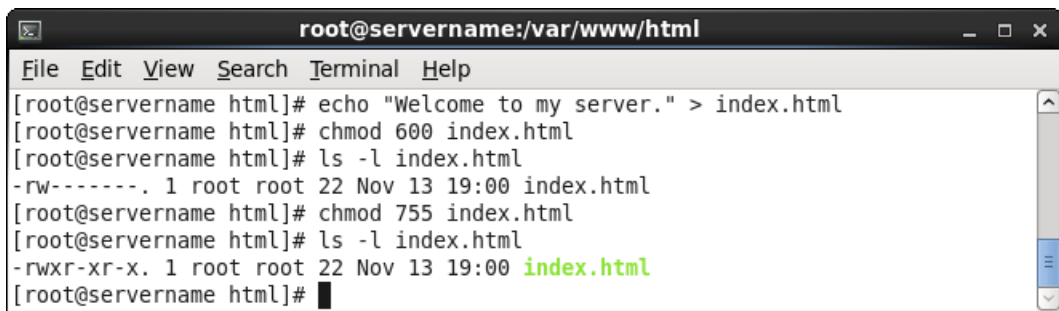 root@servername:/var/www/html
File Edit View Search Terminal Help
[root@servername html]# echo "Welcome to my server." > index.html
[root@servername html]# chmod 600 index.html
[root@servername html]# ls -l index.html
-rw-------. 1 root root 22 Nov 13 19:00 index.html
[root@servername html]# chmod 755 index.html
[root@servername html]# ls -l index.html
-rwxr-xr-x. 1 root root 22 Nov 13 19:00 index.html
[root@servername html]#